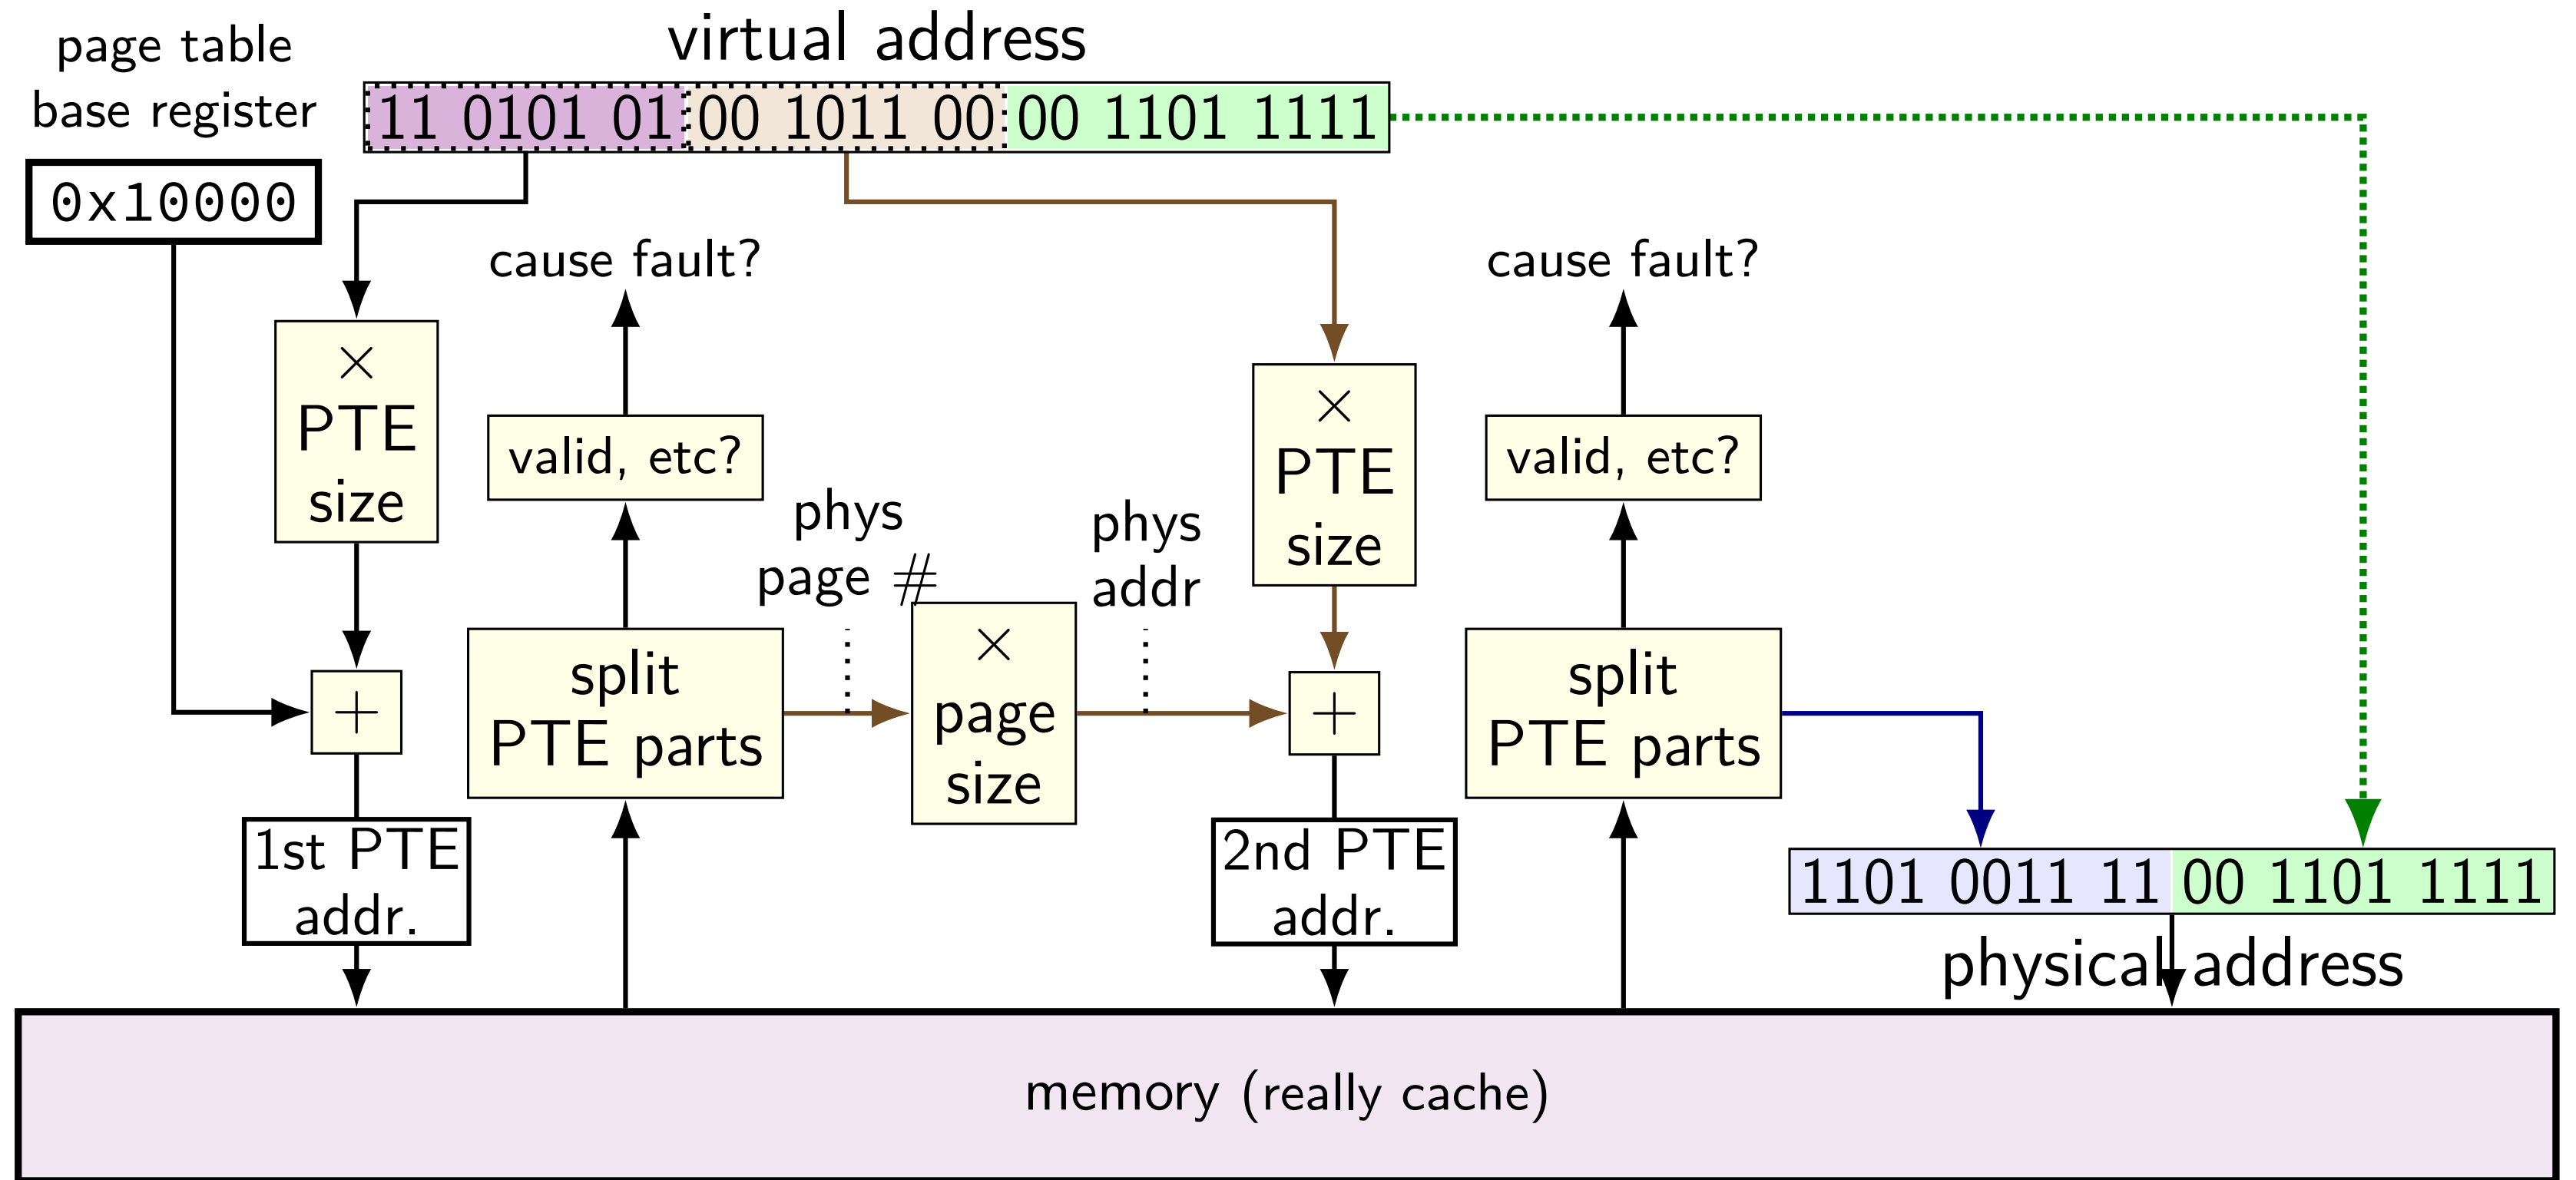 virtual address
page table
base register
11 0101 01 00 1011 00 00 1101 1111
0x10000
cause fault?
cause fault?
×
PTE
size
×
PTE
size
valid, etc?
valid, etc?
phys
page #
phys
addr
split
PTE parts
×
page
size
split
PTE parts
+
+
1st PTE
addr.
2nd PTE
addr.
1101 0011 11 00 1101 1111
physical address
memory (really cache)